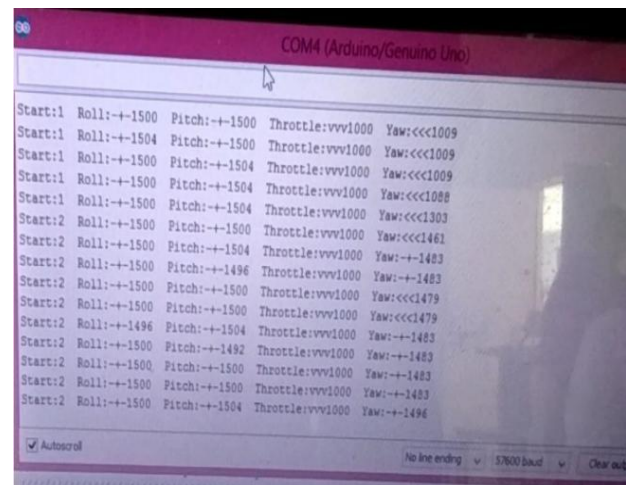 COM4 (Arduino/Genuino Uno)
Start:1 Roll:-+-1500 Pitch:-+-1500 Throttle:vvv1000 Yaw:<<<1009
Start:1 Roll:-+-1504 Pitch:-+-1500 Throttle:vvv1000 Yaw:<<<1009
Start:1 Roll:-+-1500 Pitch:-+-1504 Throttle:vvv1000 Yaw:<<<1009
Start:1 Roll:-+-1500 Pitch:-+-1504 Throttle:vvv1000 Yaw:<<<1088
Start:1 Roll:-+-1500 Pitch:-+-1504 Throttle:vvv1000 Yaw:<<<1303
Start:2 Roll:-+-1500 Pitch:-+-1500 Throttle:vvv1000 Yaw:<<<1461
Start:2 Roll:-+-1500 Pitch:-+-1504 Throttle:vvv1000 Yaw:-+-1483
Start:2 Roll:-+-1500 Pitch:-+-1496 Throttle:vvv1000 Yaw:-+-1483
Start:2 Roll:-+-1500 Pitch:-+-1500 Throttle:vvv1000 Yaw:<<<1479
Start:2 Roll:-+-1500 Pitch:-+-1500 Throttle:vvv1000 Yaw:<<<1479
Start:2 Roll:-+-1496 Pitch:-+-1504 Throttle:vvv1000 Yaw:-+-1483
Start:2 Roll:-+-1500 Pitch:-+-1492 Throttle:vvv1000 Yaw:-+-1483
Start:2 Roll:-+-1500 Pitch:-+-1500 Throttle:vvv1000 Yaw:-+-1483
Start:2 Roll:-+-1500 Pitch:-+-1500 Throttle:vvv1000 Yaw:-+-1483
Start:2 Roll:-+-1500 Pitch:-+-1504 Throttle:vvv1000 Yaw:-+-1496
Autoscroll No line ending 57600 baud Clear out